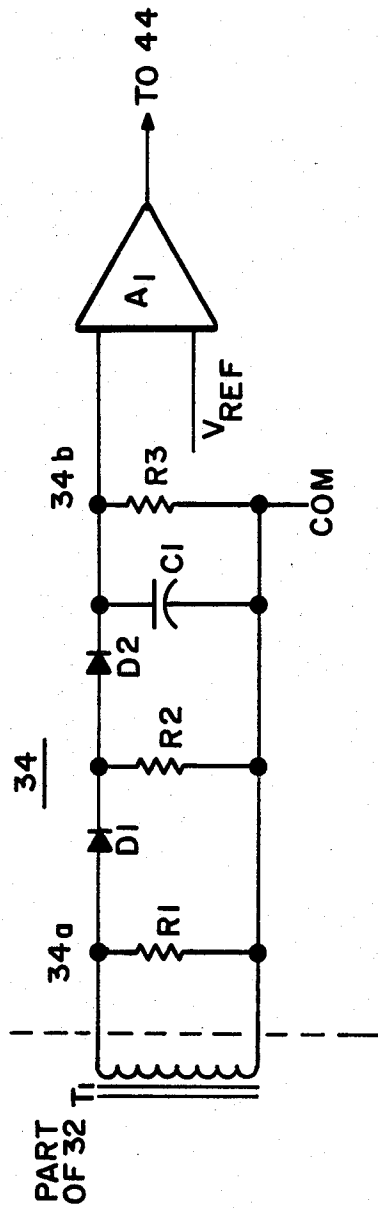 PART
OF 32
T1
34a
R1
D1
34
R2
D2
C1
34b
R3
COM
VREF
A1
TO 44